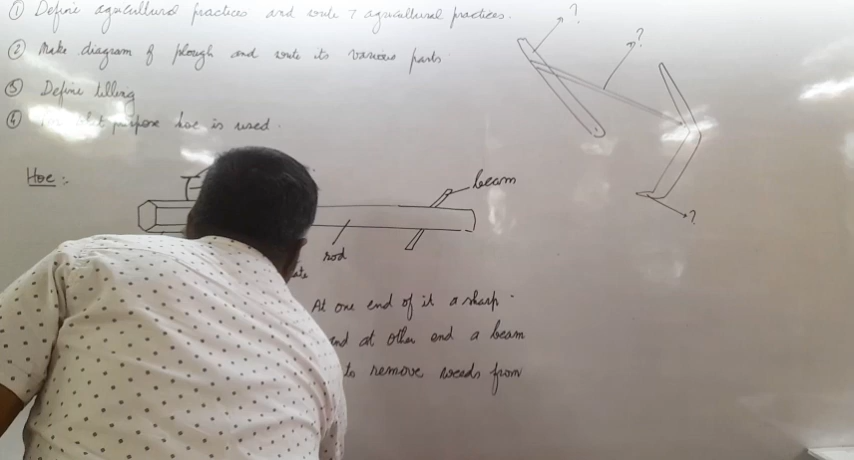 ① Define agricultural practices and write 7 agricultural practices.
② Make diagram of plough and write its various parts
③ Define tilling
④ purpose hoe is used.
?
?
?
Hoe :-
beam
rod
At one end of it a sharp
and at other end a beam
to remove weeds from